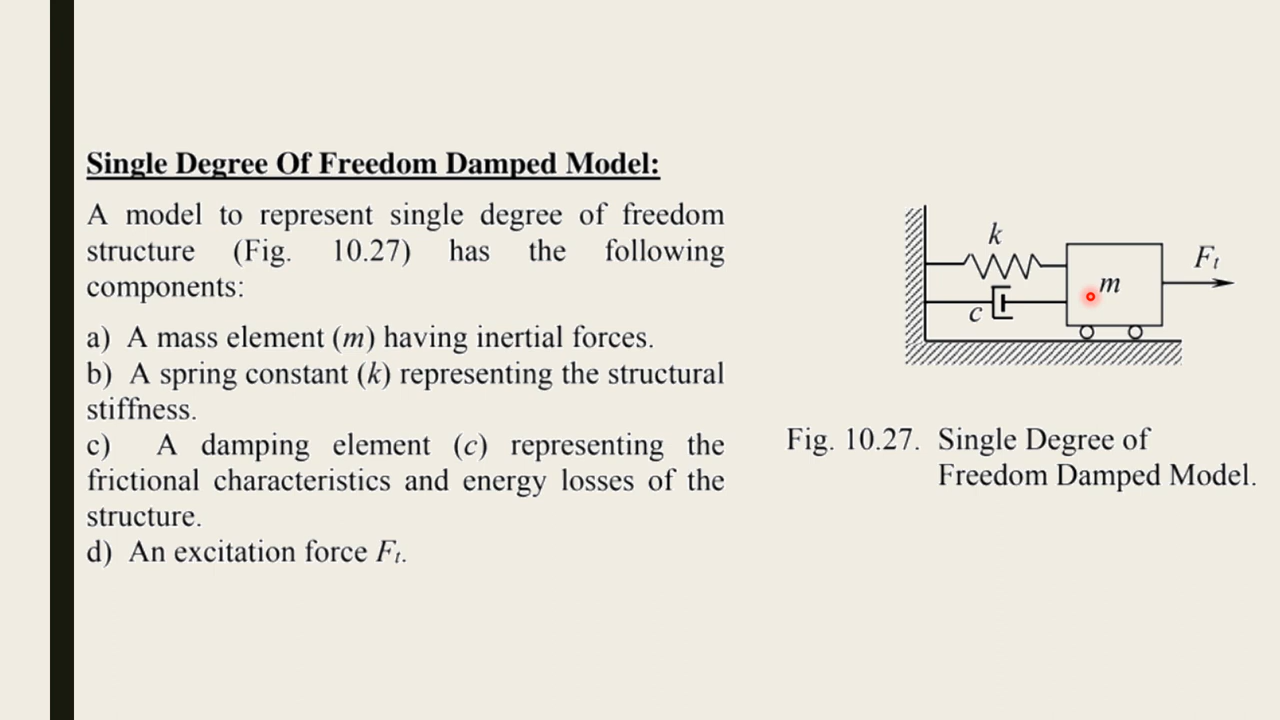 Single Degree Of Freedom Damped Model:
A model to represent single degree of freedom
structure (Fig. 10.27) has the following
components:
a) A mass element (m) having inertial forces.
b) A spring constant (k) representing the structural
stiffness.
c) A damping element (c) representing the
frictional characteristics and energy losses of the
structure.
d) An excitation force Ft.
k
Ft
m
c
Fig. 10.27. Single Degree of
Freedom Damped Model.